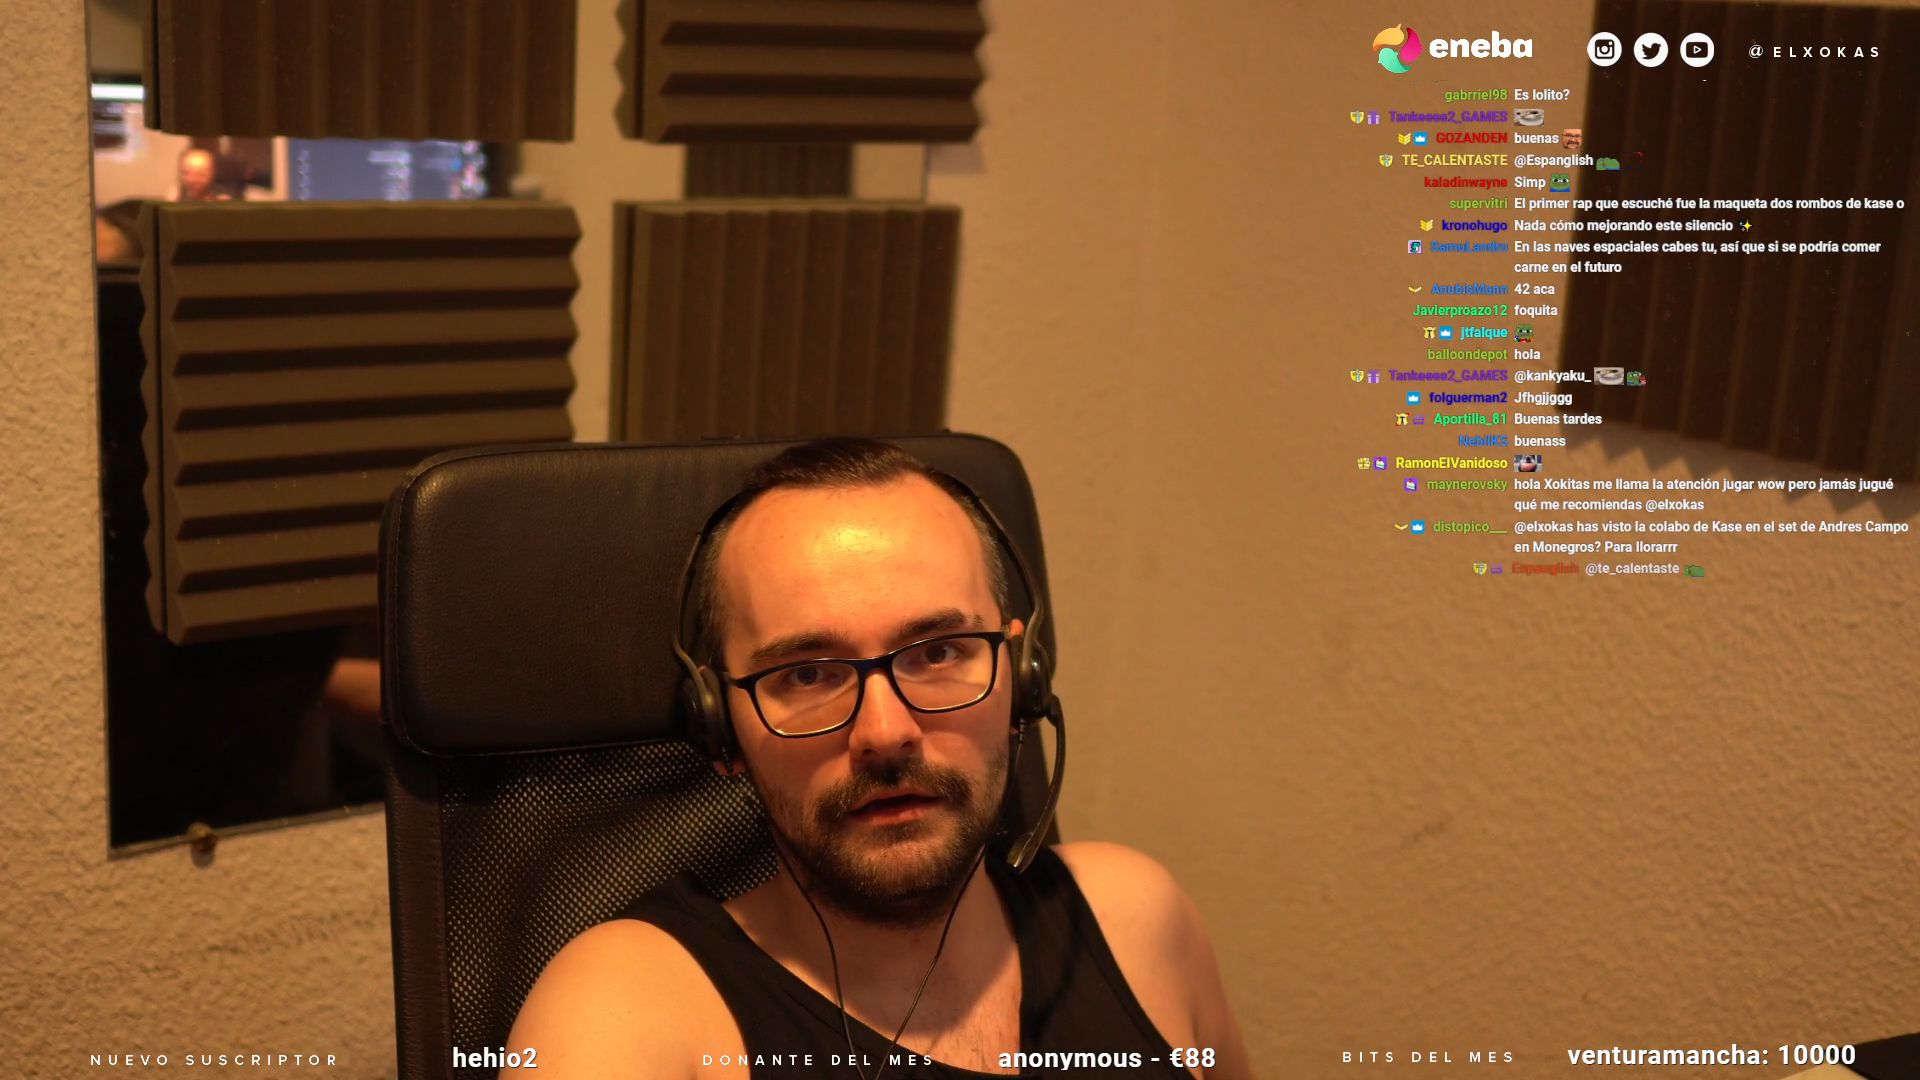 eneba
@ELXOKAS
gabrriel98 Es lolito?
Tankeeee2_GAMES
GOZANDEN buenas
TE_CALENTASTE @Espanglish
kaladinwayne Simp
supervitri El primer rap que escuché fue la maqueta dos rombos de kase o
kronohugo Nada cómo mejorando este silencio ✨
SamuLandro En las naves espaciales cabes tu, así que si se podría comer
carne en el futuro
AnubisMann 42 aca
Javierproazo12 foquita
jtfalque
balloondepot hola
Tankeeee2_GAMES @kankyaku_
folguerman2 Jfhgjjggg
Aportilla_81 Buenas tardes
buenass
RamonElVanidoso
maynerovsky hola Xokitas me llama la atención jugar wow pero jamás jugué
qué me recomiendas @elxokas
distopico___ @elxokas has visto la colabo de Kase en el set de Andres Campo
en Monegros? Para llorarrr
Espanglish @te_calentaste
NUEVO SUSCRIPTOR hehio2 DONANTE DEL MES anonymous - €88 BITS DEL MES venturamancha: 10000